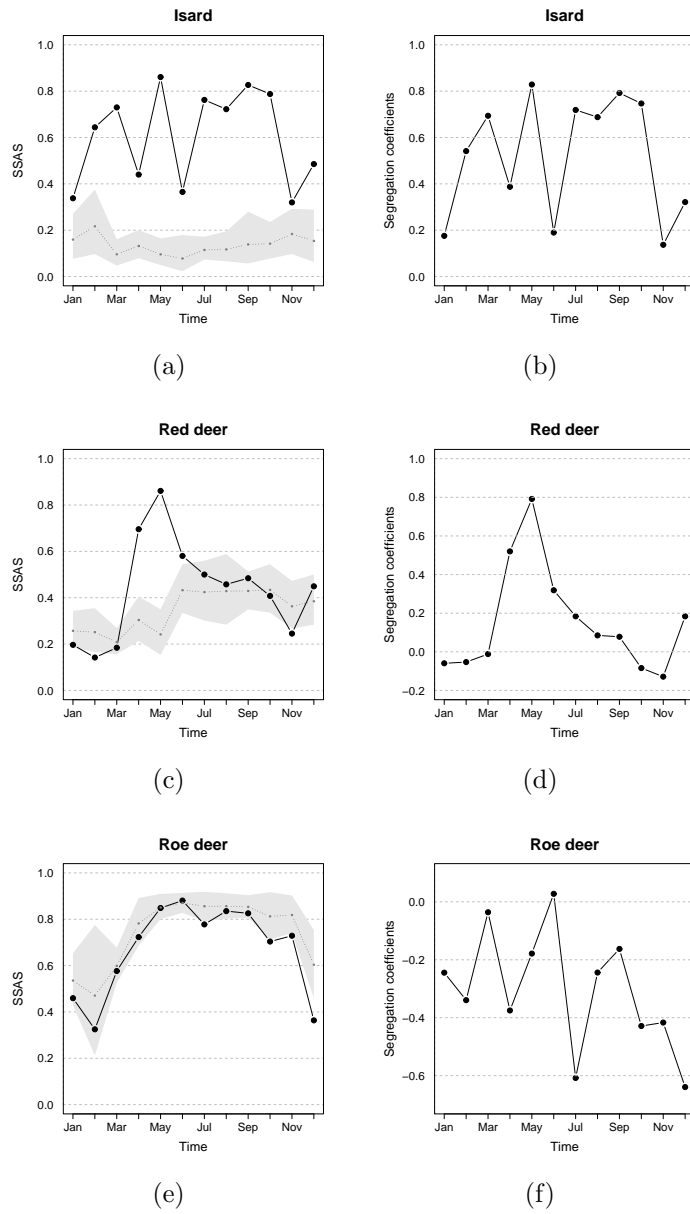 Isard
SSAS
1.0
0.8
0.6
0.4
0.2
0.0
Jan Mar May Jul Sep Nov
Time
(a)
Isard
Segregation coefficients
1.0
0.8
0.6
0.4
0.2
0.0
Jan Mar May Jul Sep Nov
Time
(b)
Red deer
SSAS
1.0
0.8
0.6
0.4
0.2
0.0
Jan Mar May Jul Sep Nov
Time
(c)
Red deer
Segregation coefficients
1.0
0.8
0.6
0.4
0.2
0.0
−0.2
Jan Mar May Jul Sep Nov
Time
(d)
Roe deer
SSAS
1.0
0.8
0.6
0.4
0.2
0.0
Jan Mar May Jul Sep Nov
Time
(e)
Roe deer
Segregation coefficients
0.0
−0.2
−0.4
−0.6
Jan Mar May Jul Sep Nov
Time
(f)